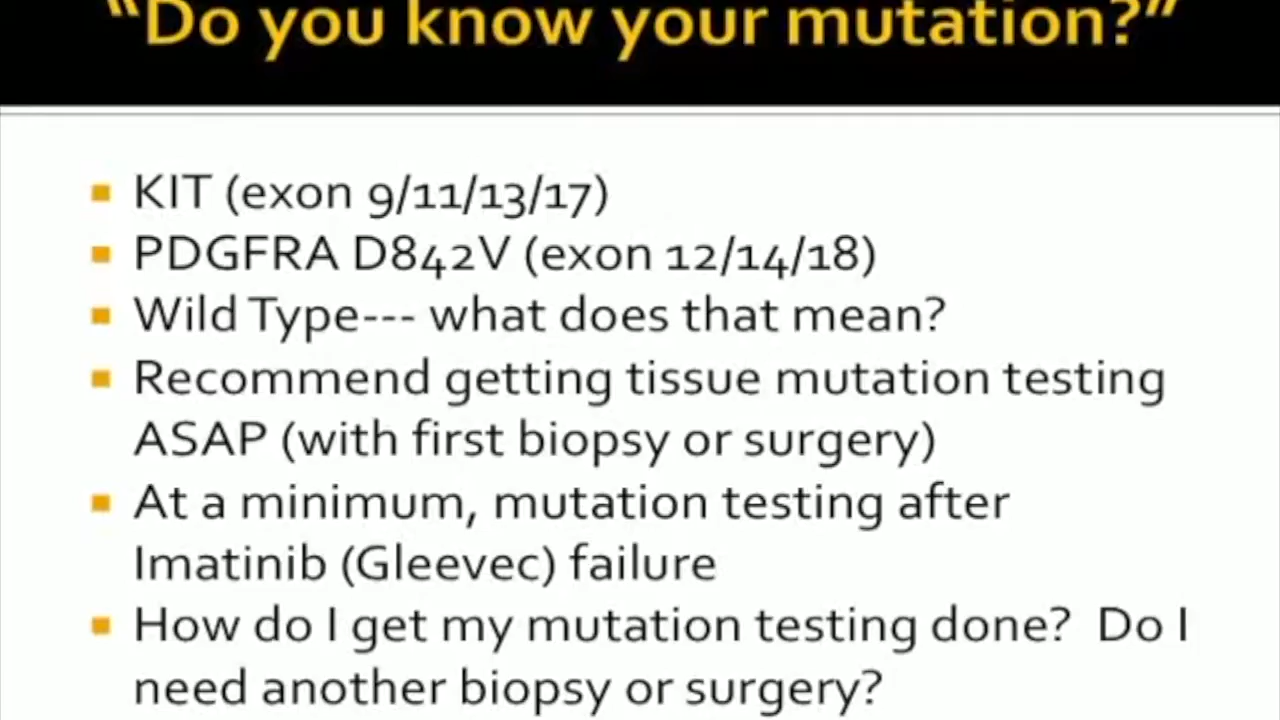 “Do you know your mutation?”
KIT (exon 9/11/13/17)
PDGFRA D842V (exon 12/14/18)
Wild Type--- what does that mean?
Recommend getting tissue mutation testing
ASAP (with first biopsy or surgery)
At a minimum, mutation testing after
Imatinib (Gleevec) failure
How do I get my mutation testing done?  Do I
need another biopsy or surgery?